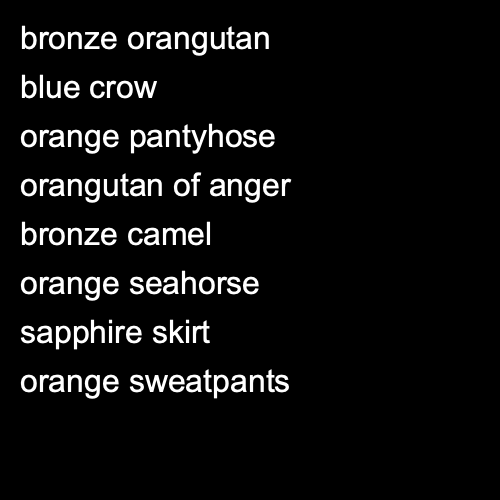 bronze orangutan
blue crow
orange pantyhose
orangutan of anger
bronze camel
orange seahorse
sapphire skirt
orange sweatpants